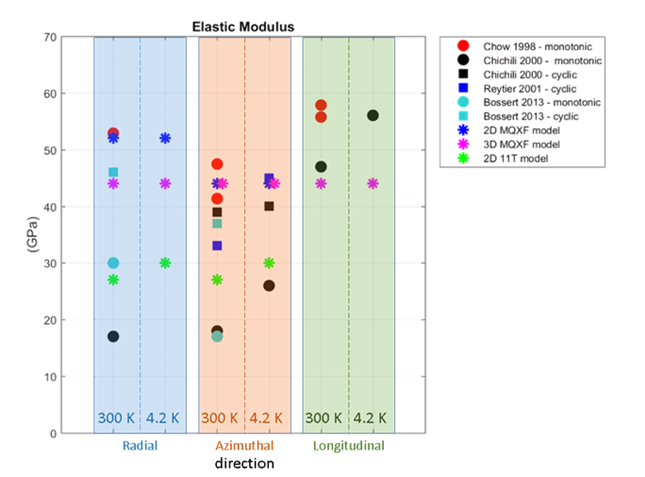 Elastic Modulus
70
60
50
40
30
20
10
0
(GPa)
300 K 4.2 K 300 K 4.2 K 300 K 4.2 K
Radial Azimuthal Longitudinal
direction
Chow 1998 - monotonic
Chichili 2000 - monotonic
Chichili 2000 - cyclic
Reytier 2001 - cyclic
Bossert 2013 - monotonic
Bossert 2013 - cyclic
2D MQXF model
3D MQXF model
2D 11T model